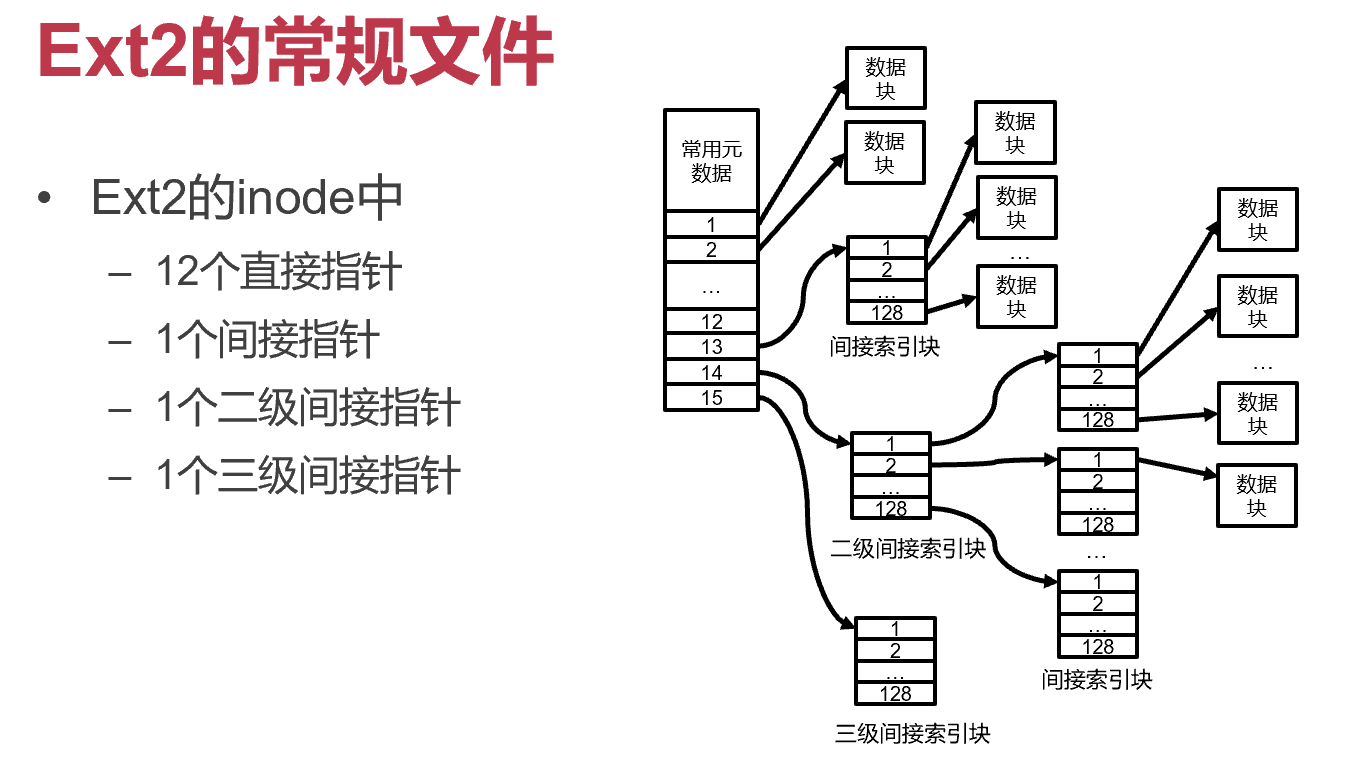 Ext2的常规文件
• Ext2的inode中
– 12个直接指针
– 1个间接指针
– 1个二级间接指针
– 1个三级间接指针
常用元
数据
1
2
…
12
13
14
15
数据
块
数据
块
1
2
…
128
间接索引块
数据
块
数据
块
…
数据
块
1
2
…
128
二级间接索引块
1
2
…
128
1
2
…
128
…
1
2
…
128
间接索引块
数据
块
数据
块
…
数据
块
数据
块
1
2
…
128
三级间接索引块